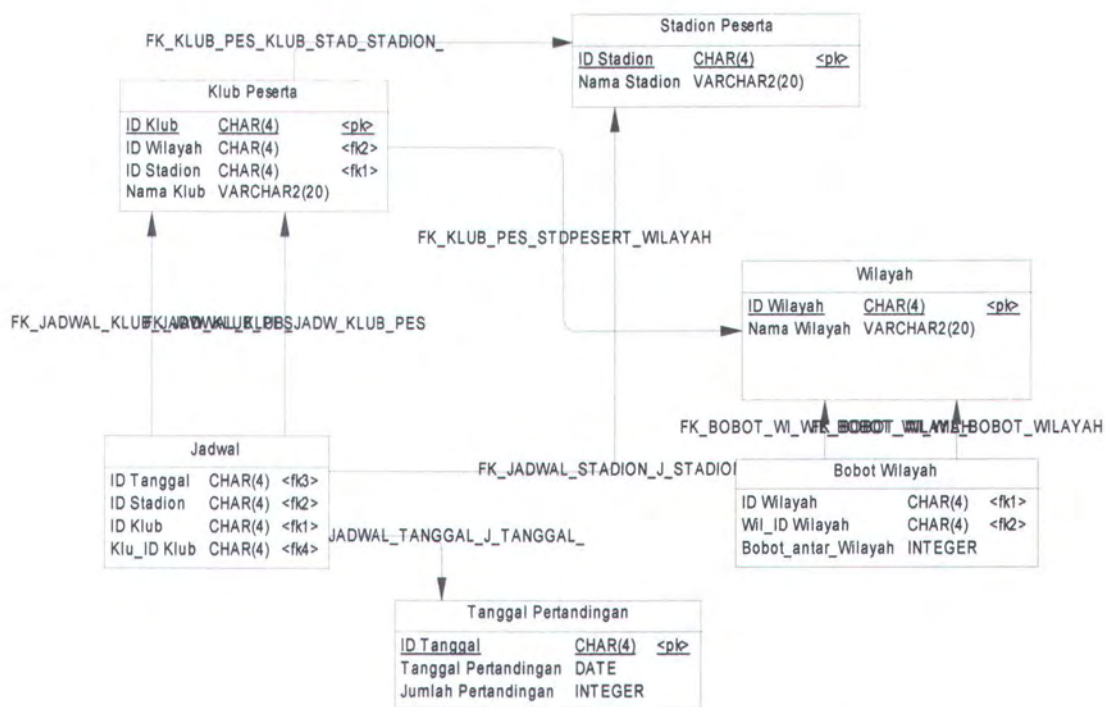 Stadion Peserta
FK_KLUB_PES_KLUB_STAD_STADION_
ID Stadion CHAR(4) <pk>
Nama Stadion VARCHAR2(20)
Klub Peserta
ID Klub CHAR(4) <pk>
ID Wilayah CHAR(4) <fk2>
ID Stadion CHAR(4) <fk1>
Nama Klub VARCHAR2(20)
FK_KLUB_PES_STDPESERT_WILAYAH
Wilayah
ID Wilayah CHAR(4) <pk>
Nama Wilayah VARCHAR2(20)
FK_JADWAL_KLUB JADW_KLUB_PES
FK_BOBOT_WI BOBOT_WILAYAH
Jadwal
ID Tanggal CHAR(4) <fk3>
ID Stadion CHAR(4) <fk2>
ID Klub CHAR(4) <fk1>
Klu_ID Klub CHAR(4) <fk4>
FK_JADWAL_STADION_J_STADION
Bobot Wilayah
ID Wilayah CHAR(4) <fk1>
Wil_ID Wilayah CHAR(4) <fk2>
Bobot_antar_Wilayah INTEGER
JADWAL_TANGGAL_J_TANGGAL_
Tanggal Pertandingan
ID Tanggal CHAR(4) <pk>
Tanggal Pertandingan DATE
Jumlah Pertandingan INTEGER